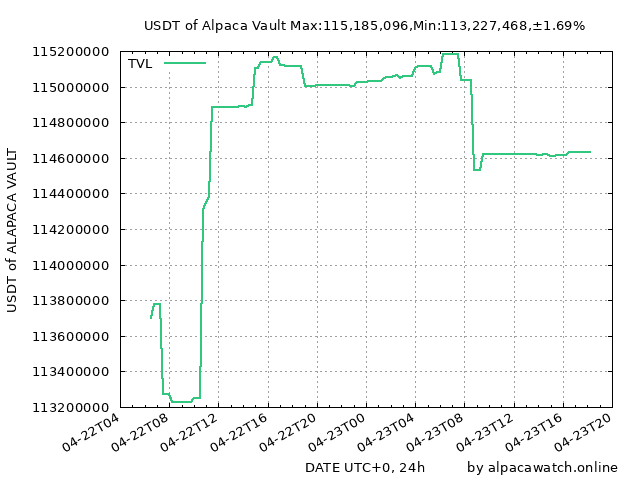 USDT of Alpaca Vault Max:115,185,096,Min:113,227,468,±1.69%
TVL
115200000
115000000
114800000
114600000
114400000
114200000
114000000
113800000
113600000
113400000
113200000
USDT of ALAPACA VAULT
04-22T04
04-22T08
04-22T12
04-22T16
04-22T20
04-23T00
04-23T04
04-23T08
04-23T12
04-23T16
04-23T20
DATE UTC+0, 24h
by alpacawatch.online